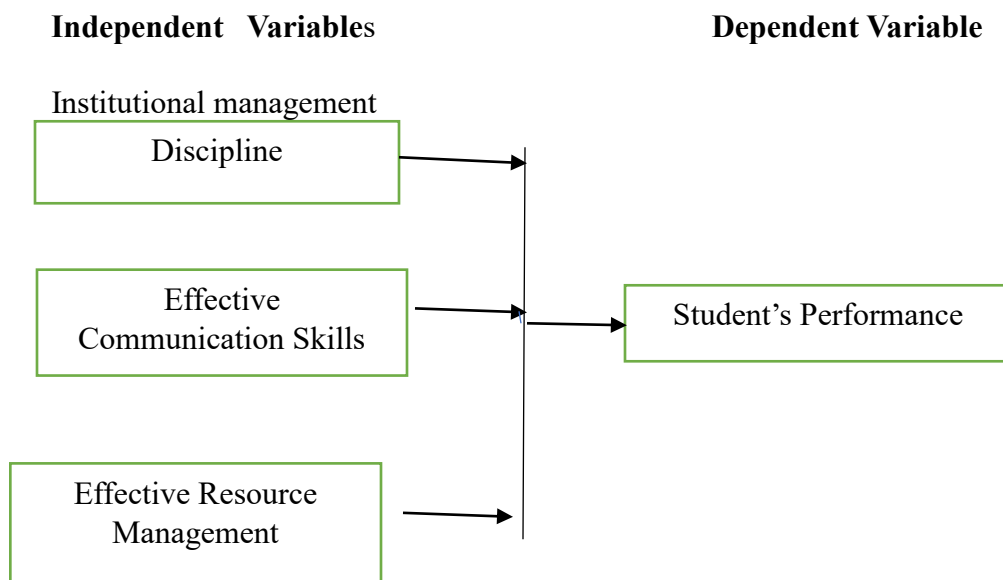 Independent Variables
Dependent Variable
Institutional management
Discipline
Effective
Communication Skills
Student’s Performance
Effective Resource
Management